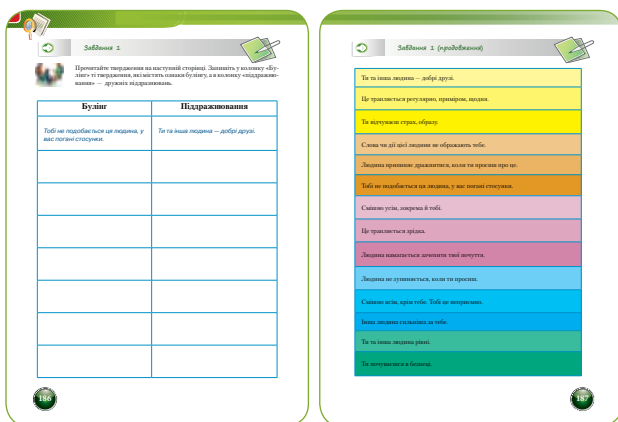 Завдання 1
Прочитайте твердження на наступній сторінці. Запишіть у колонку «Бу-
лінг» ті твердження, які містять ознаки булінгу, а в колонку «піддражню-
вання» — дружніх піддразнювань.
Булінг
Піддражнювання
Тобі не подобається ця людина, у
вас погані стосунки.
Ти та інша людина — добрі друзі.
186
Завдання 1 (продовження)
Ти та інша людина — добрі друзі.
Це трапляється регулярно, приміром, щодня.
Ти відчуваєш страх, образу.
Слова чи дії цієї людини не ображають тебе.
Людина припиняє дражнитися, коли ти просиш про це.
Тобі не подобається ця людина, у вас погані стосунки.
Смішно усім, зокрема й тобі.
Це трапляється зрідка.
Людина намагається зачепити твої почуття.
Людина не зупиняється, коли ти просиш.
Смішно всім, крім тебе. Тобі це неприємно.
Інша людина сильніша за тебе.
Ти та інша людина рівні.
Ти почуваєшся в безпеці.
187